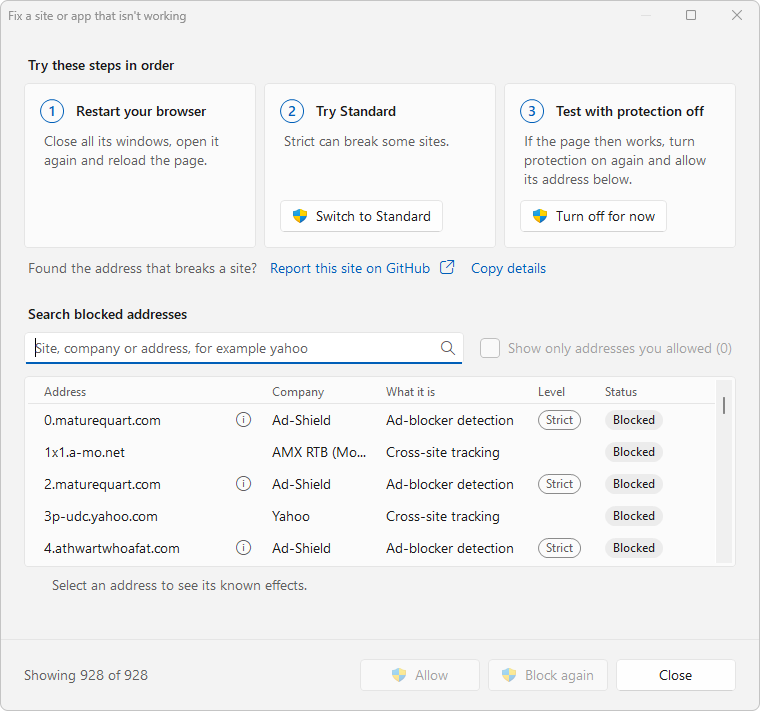 Fix a site or app that isn't working
Try these steps in order
1 Restart your browser
Close all its windows, open it
again and reload the page.
2 Try Standard
Strict can break some sites.
Switch to Standard
3 Test with protection off
If the page then works, turn
protection on again and allow
its address below.
Turn off for now
Found the address that breaks a site? Report this site on GitHub Copy details
Search blocked addresses
Site, company or address, for example yahoo
Show only addresses you allowed (0)
Address Company What it is Level Status
0.maturequart.com Ad-Shield Ad-blocker detection Strict Blocked
1x1.a-mo.net AMX RTB (Mo... Cross-site tracking Blocked
2.maturequart.com Ad-Shield Ad-blocker detection Strict Blocked
3p-udc.yahoo.com Yahoo Cross-site tracking Blocked
4.athwartwhoafat.com Ad-Shield Ad-blocker detection Strict Blocked
Select an address to see its known effects.
Showing 928 of 928 Allow Block again Close